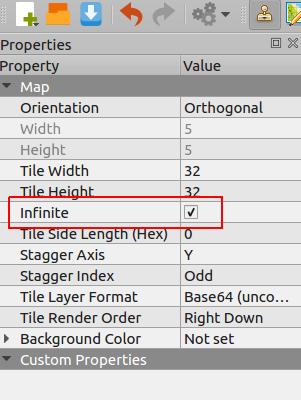 Properties
Property Value
Map
Orientation Orthogonal
Width 5
Height 5
Tile Width 32
Tile Height 32
Infinite
Tile Side Length (Hex) 0
Stagger Axis Y
Stagger Index Odd
Tile Layer Format Base64 (unco...
Tile Render Order Right Down
Background Color Not set
Custom Properties